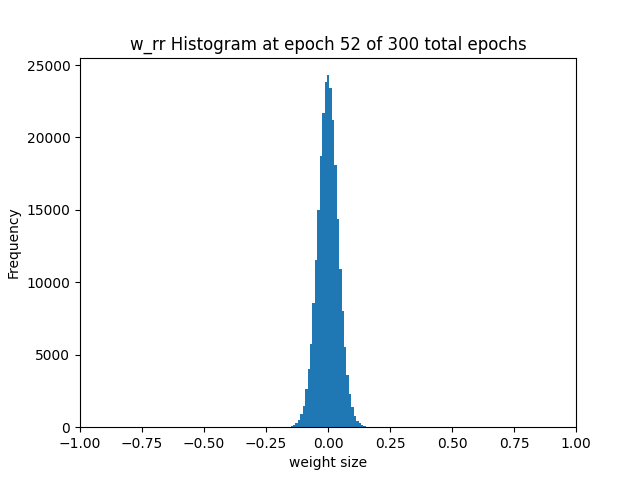 w_rr Histogram at epoch 52 of 300 total epochs
25000
20000
15000
10000
5000
0
Frequency
−1.00 −0.75 −0.50 −0.25 0.00 0.25 0.50 0.75 1.00
weight size